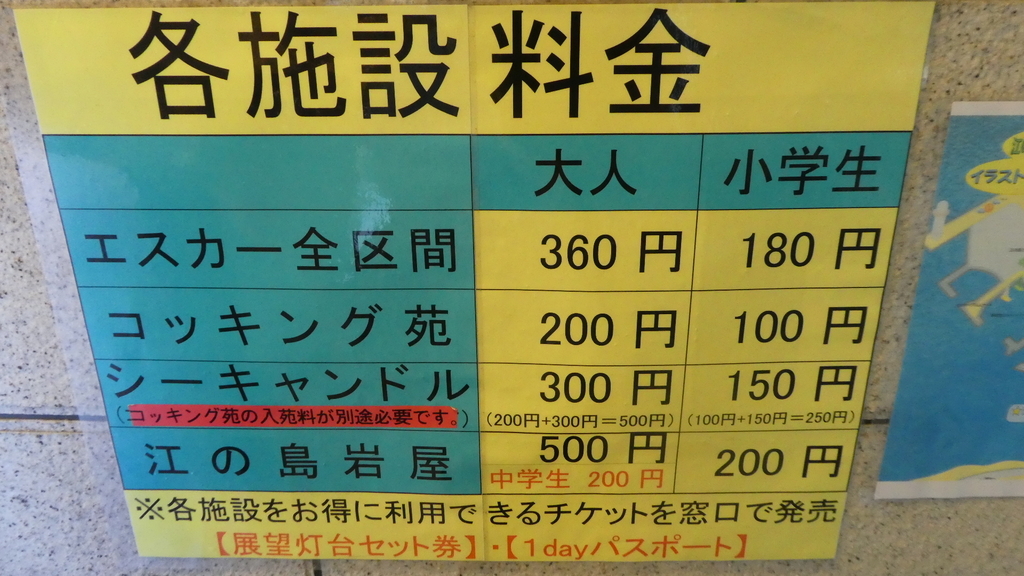 各施設料金
大人 小学生
エスカー全区間 360円 180円
コッキング苑 200円 100円
シーキャンドル 300円 150円
(コッキング苑の入苑料が別途必要です。) (200円+300円=500円) (100円+150円=250円)
江の島岩屋 500円 200円
中学生 200円
※各施設をお得に利用できるチケットを窓口で発売
【展望灯台セット券】・【1dayパスポート】
イラスト